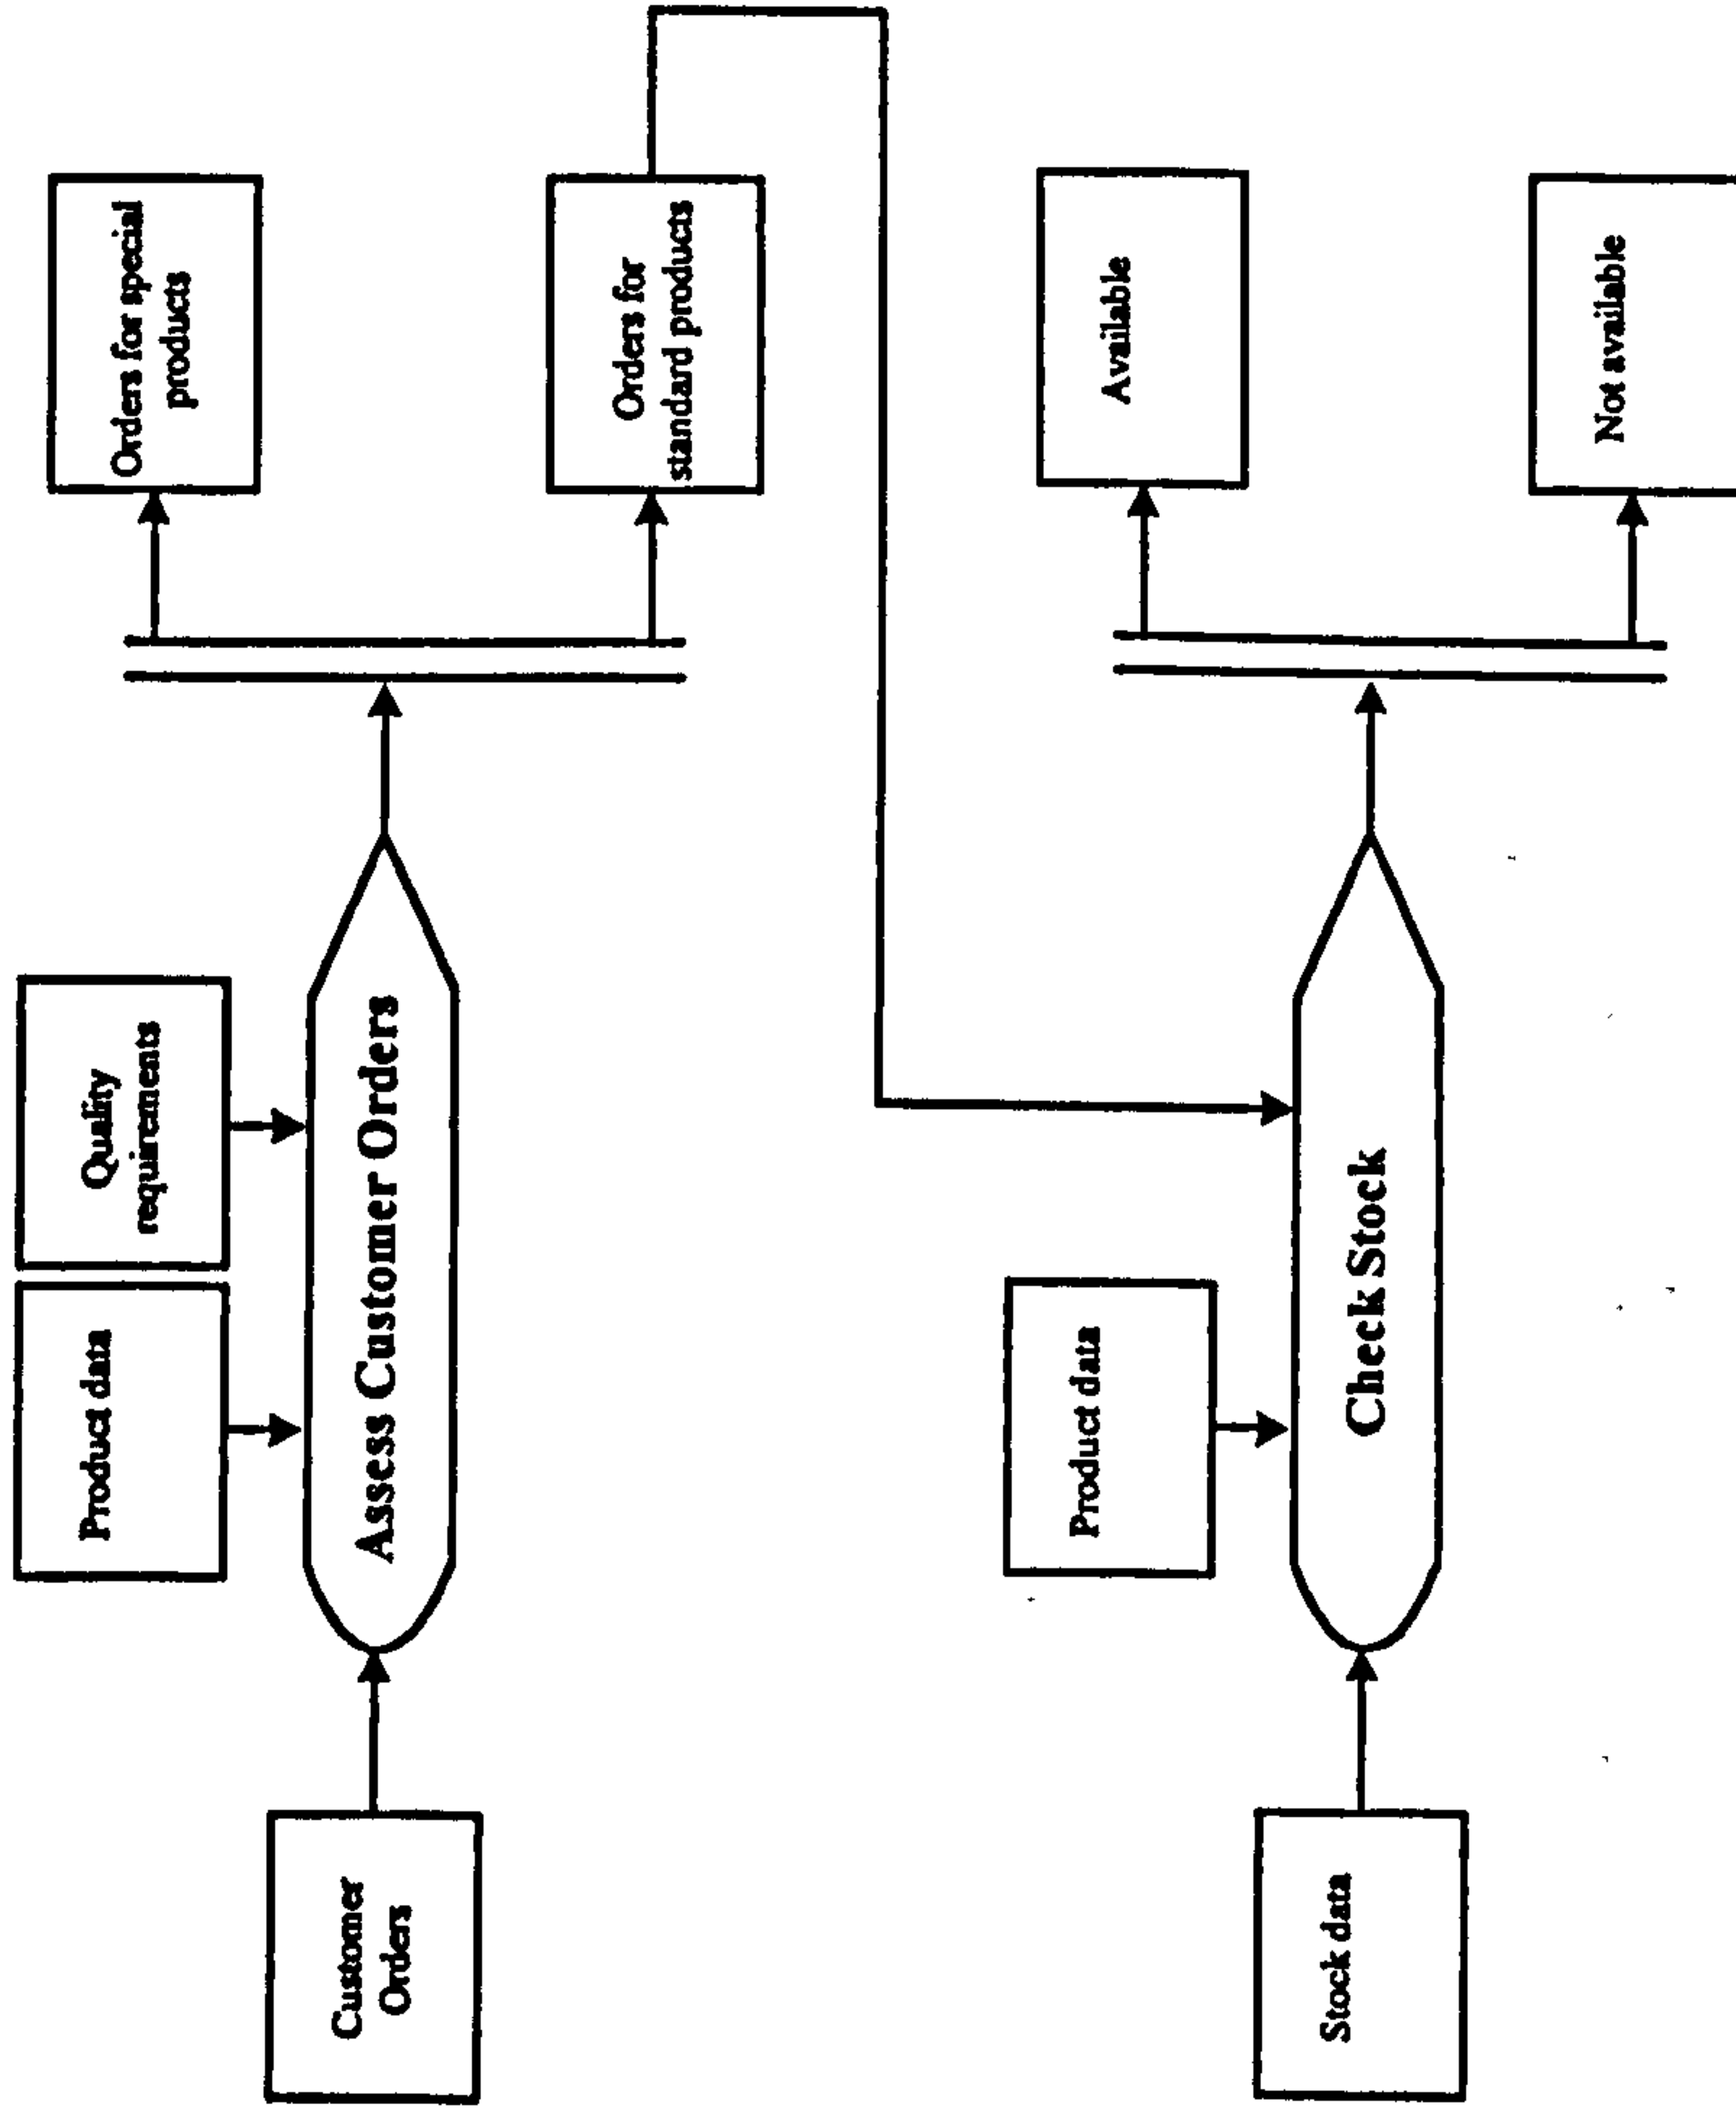 Product data
Quality
requirements
Orders for special
products
Customer
Orders
Assess Customer Orders
Orders for
standard products
Product data
Available
Stock data
Check Stock
Not available